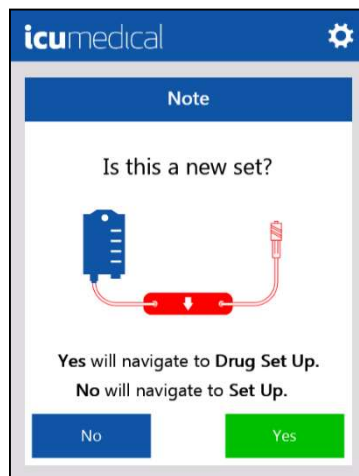 icumedical
Note
Is this a new set?
Yes will navigate to Drug Set Up.
No will navigate to Set Up.
No
Yes